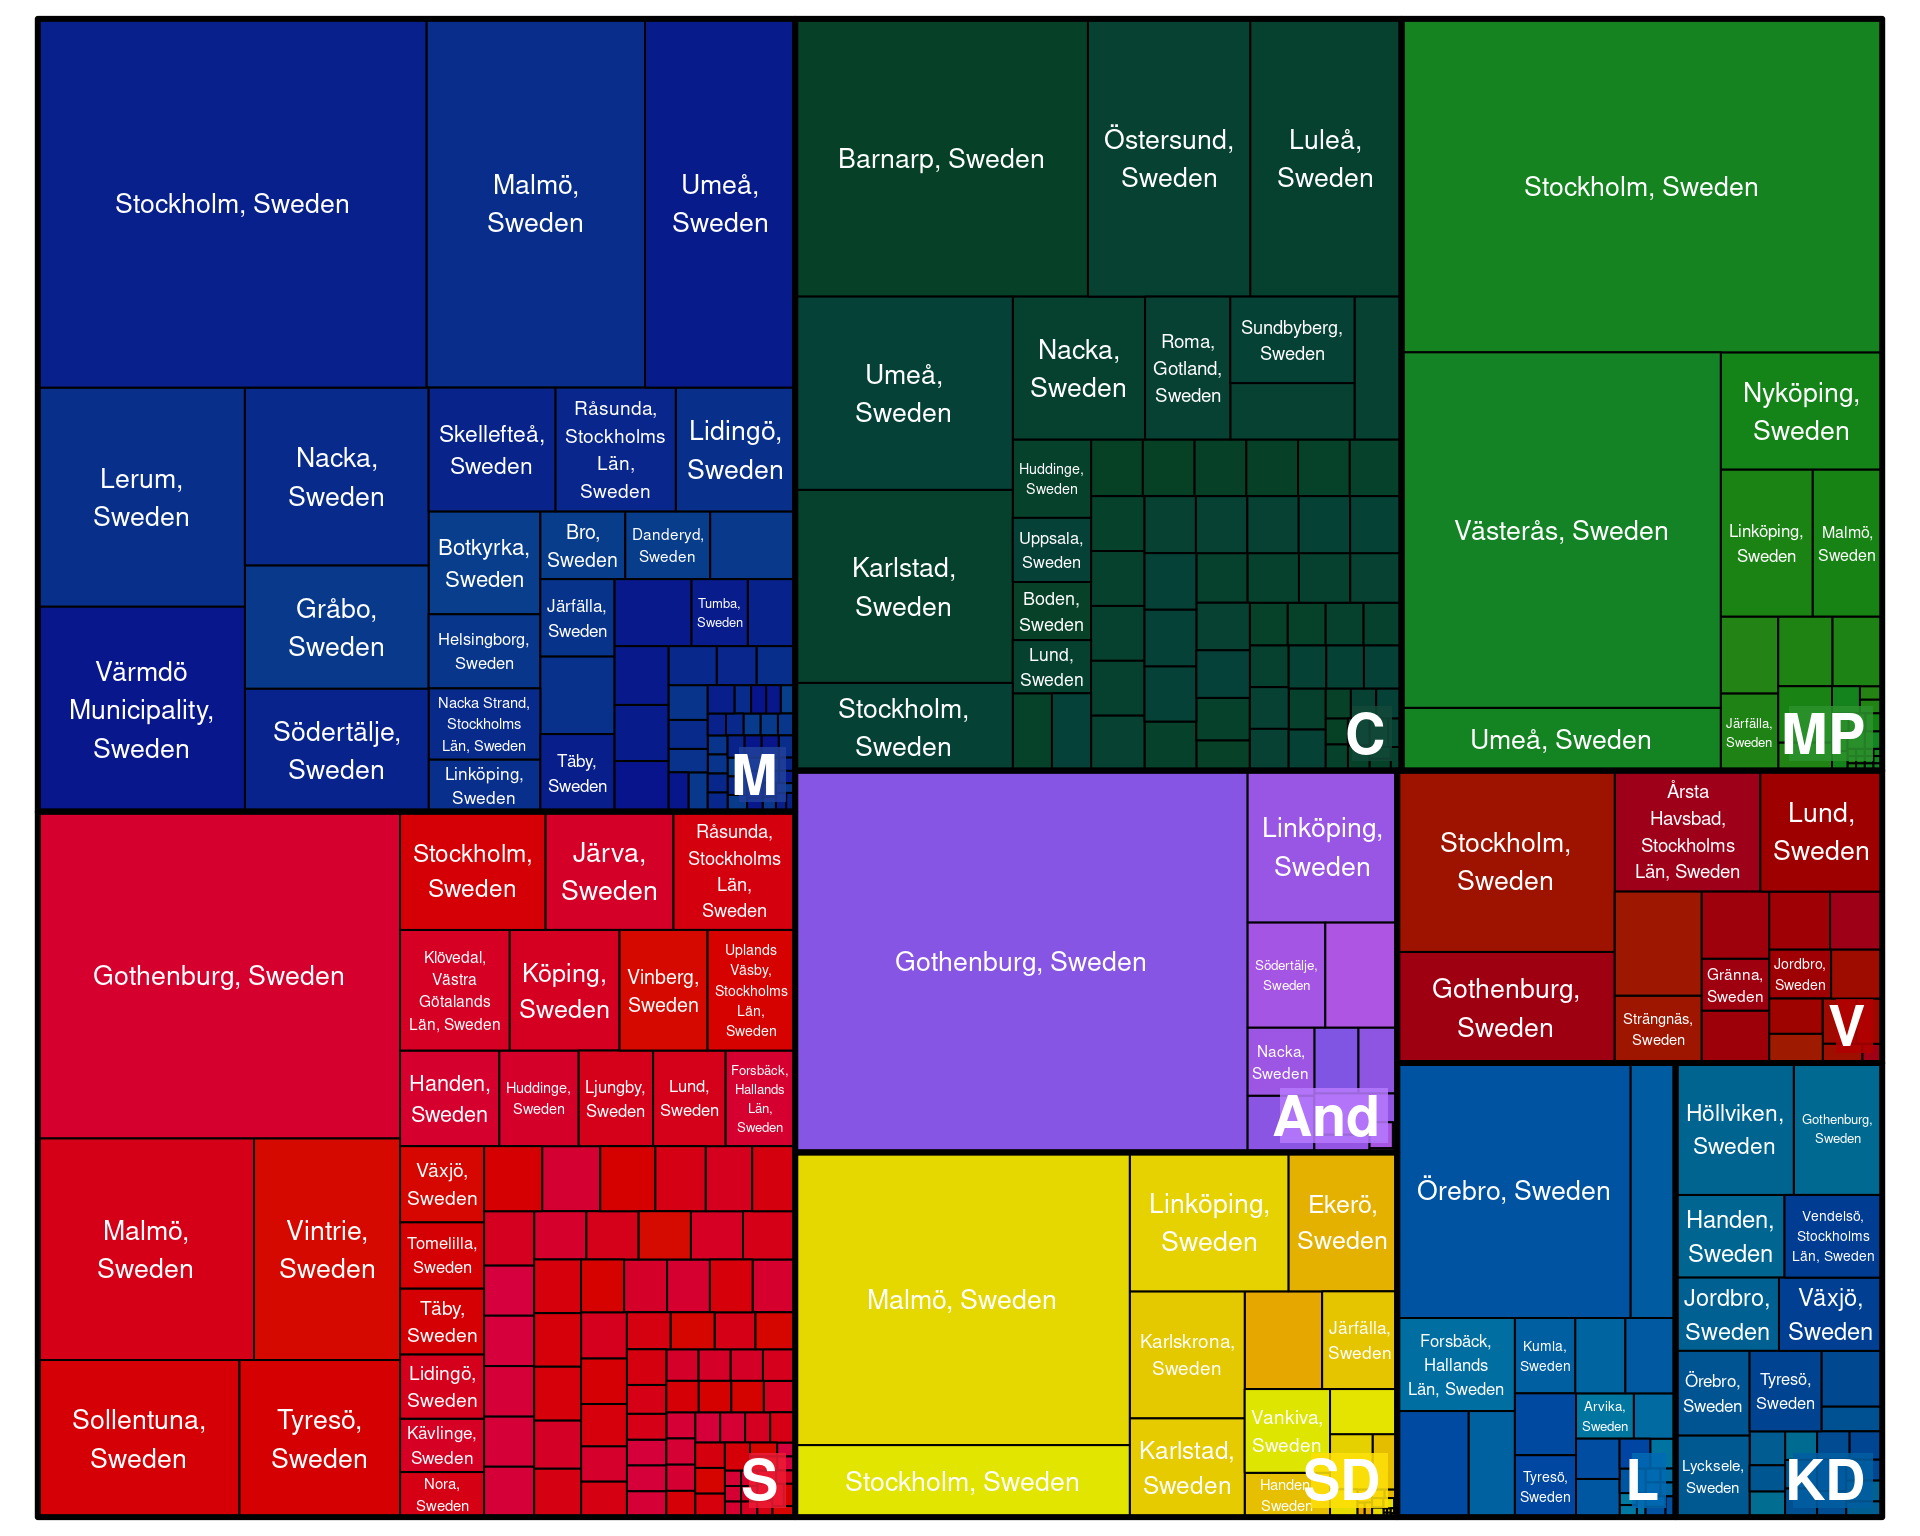 Stockholm, Sweden
Malmö,
Sweden
Umeå,
Sweden
Lerum,
Sweden
Nacka,
Sweden
Skellefteå,
Sweden
Råsunda,
Stockholms
Län,
Sweden
Lidingö,
Sweden
Gråbo,
Sweden
Botkyrka,
Sweden
Bro,
Sweden
Danderyd,
Sweden
Värmdö
Municipality,
Sweden
Södertälje,
Sweden
Helsingborg,
Sweden
Järfälla,
Sweden
Tumba,
Sweden
Nacka Strand,
Stockholms
Län, Sweden
Linköping,
Sweden
Täby,
Sweden
M
Barnarp, Sweden
Östersund,
Sweden
Luleå,
Sweden
Umeå,
Sweden
Nacka,
Sweden
Roma,
Gotland,
Sweden
Sundbyberg,
Sweden
Karlstad,
Sweden
Huddinge,
Sweden
Uppsala,
Sweden
Boden,
Sweden
Lund,
Sweden
Stockholm,
Sweden
C
Stockholm, Sweden
Västerås, Sweden
Nyköping,
Sweden
Linköping,
Sweden
Malmö,
Sweden
Umeå, Sweden
Järfälla,
Sweden
MP
Gothenburg, Sweden
Stockholm,
Sweden
Järva,
Sweden
Råsunda,
Stockholms
Län,
Sweden
Klövedal,
Västra
Götalands
Län, Sweden
Köping,
Sweden
Vinberg,
Sweden
Uplands
Väsby,
Stockholms
Län,
Sweden
Handen,
Sweden
Huddinge,
Sweden
Ljungby,
Sweden
Lund,
Sweden
Forsbäck,
Hallands
Län,
Sweden
Malmö,
Sweden
Vintrie,
Sweden
Växjö,
Sweden
Tomelilla,
Sweden
Täby,
Sweden
Sollentuna,
Sweden
Tyresö,
Sweden
Lidingö,
Sweden
Kävlinge,
Sweden
Nora,
Sweden
S
Gothenburg, Sweden
Linköping,
Sweden
Södertälje,
Sweden
Nacka,
Sweden
And
Malmö, Sweden
Linköping,
Sweden
Ekerö,
Sweden
Karlskrona,
Sweden
Järfälla,
Sweden
Vankiva,
Sweden
Stockholm, Sweden
Karlstad,
Sweden
Handen,
Sweden
SD
Stockholm,
Sweden
Årsta
Havsbad,
Stockholms
Län, Sweden
Lund,
Sweden
Gothenburg,
Sweden
Strängnäs,
Sweden
Gränna,
Sweden
Jordbro,
Sweden
V
Örebro, Sweden
Forsbäck,
Hallands
Län, Sweden
Kumla,
Sweden
Arvika,
Sweden
Tyresö,
Sweden
L
Höllviken,
Sweden
Gothenburg,
Sweden
Handen,
Sweden
Vendelsö,
Stockholms
Län, Sweden
Jordbro,
Sweden
Växjö,
Sweden
Örebro,
Sweden
Tyresö,
Sweden
Lycksele,
Sweden
KD